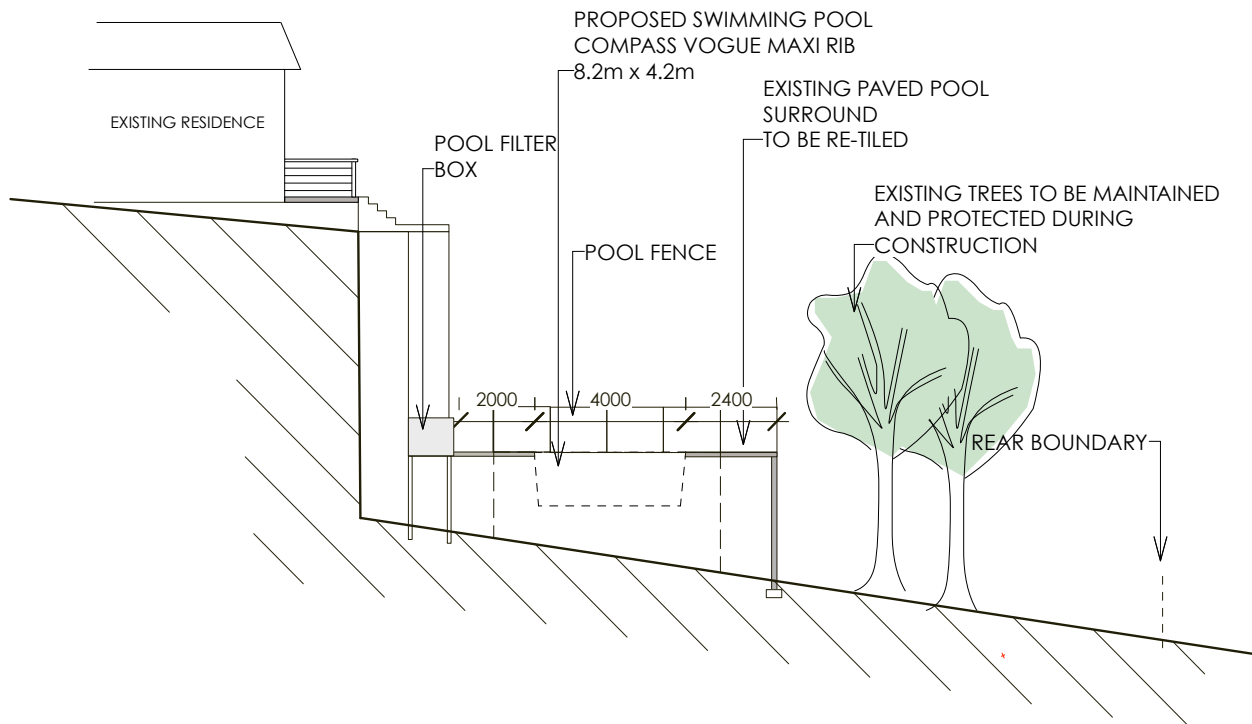 PROPOSED SWIMMING POOL
COMPASS VOGUE MAXI RIB
8.2m x 4.2m
EXISTING PAVED POOL
SURROUND
TO BE RE-TILED
EXISTING RESIDENCE
POOL FILTER
BOX
EXISTING TREES TO BE MAINTAINED
AND PROTECTED DURING
CONSTRUCTION
POOL FENCE
2000
4000
2400
REAR BOUNDARY